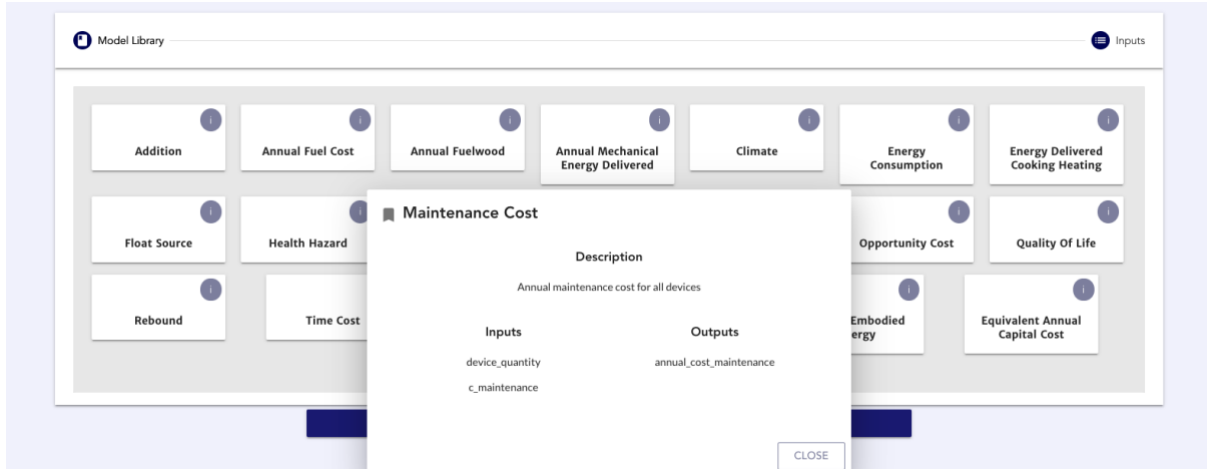 Model Library
Inputs
Addition
Annual Fuel Cost
Annual Fuelwood
Annual Mechanical
Energy Delivered
Climate
Energy
Consumption
Energy Delivered
Cooking Heating
Float Source
Health Hazard
Opportunity Cost
Quality Of Life
Rebound
Time Cost
Embodied
ergy
Equivalent Annual
Capital Cost
Maintenance Cost
Description
Annual maintenance cost for all devices
Inputs
Outputs
device_quantity
annual_cost_maintenance
c_maintenance
CLOSE